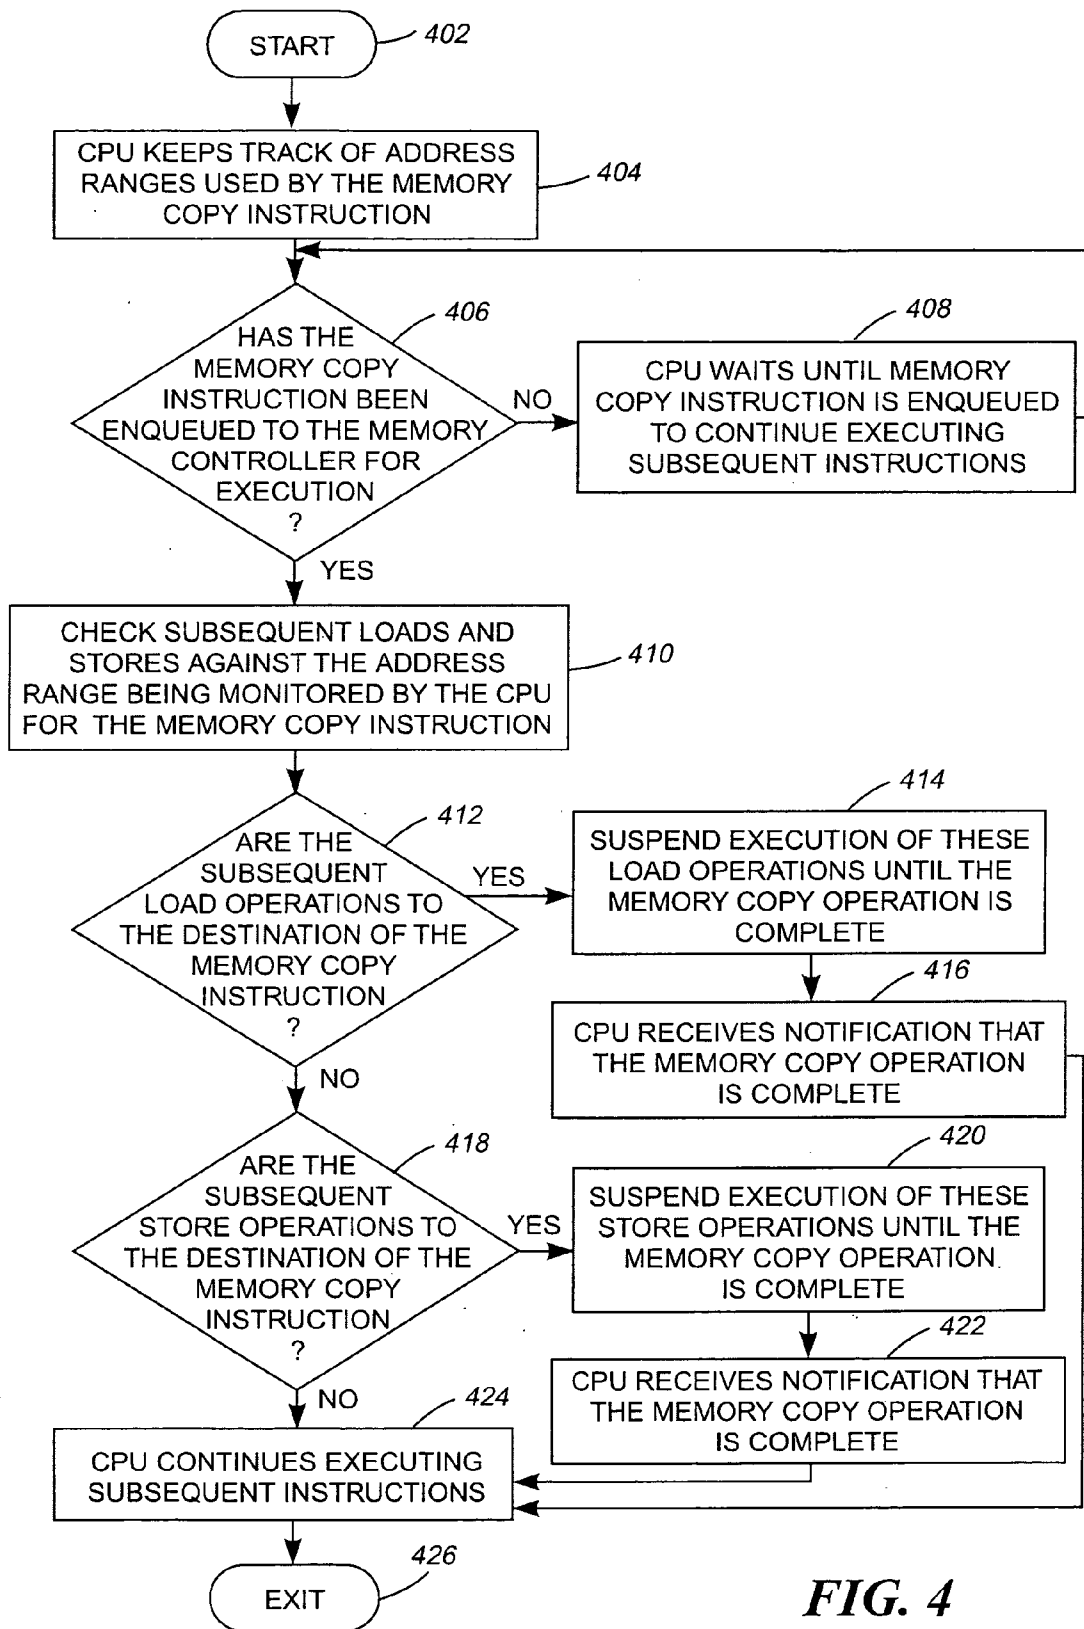 START
402
CPU KEEPS TRACK OF ADDRESS
RANGES USED BY THE MEMORY
COPY INSTRUCTION
404
HAS THE
MEMORY COPY
INSTRUCTION BEEN
ENQUEUED TO THE MEMORY
CONTROLLER FOR
EXECUTION
?
406
NO
408
CPU WAITS UNTIL MEMORY
COPY INSTRUCTION IS ENQUEUED
TO CONTINUE EXECUTING
SUBSEQUENT INSTRUCTIONS
YES
CHECK SUBSEQUENT LOADS AND
STORES AGAINST THE ADDRESS
RANGE BEING MONITORED BY THE CPU
FOR THE MEMORY COPY INSTRUCTION
410
ARE THE
SUBSEQUENT
LOAD OPERATIONS TO
THE DESTINATION OF THE
MEMORY COPY
INSTRUCTION
?
412
YES
414
SUSPEND EXECUTION OF THESE
LOAD OPERATIONS UNTIL THE
MEMORY COPY OPERATION IS
COMPLETE
416
CPU RECEIVES NOTIFICATION THAT
THE MEMORY COPY OPERATION
IS COMPLETE
NO
ARE THE
SUBSEQUENT
STORE OPERATIONS TO
THE DESTINATION OF THE
MEMORY COPY
INSTRUCTION
?
418
YES
420
SUSPEND EXECUTION OF THESE
STORE OPERATIONS UNTIL THE
MEMORY COPY OPERATION
IS COMPLETE
422
CPU RECEIVES NOTIFICATION THAT
THE MEMORY COPY OPERATION
IS COMPLETE
NO
424
CPU CONTINUES EXECUTING
SUBSEQUENT INSTRUCTIONS
EXIT
426
FIG. 4